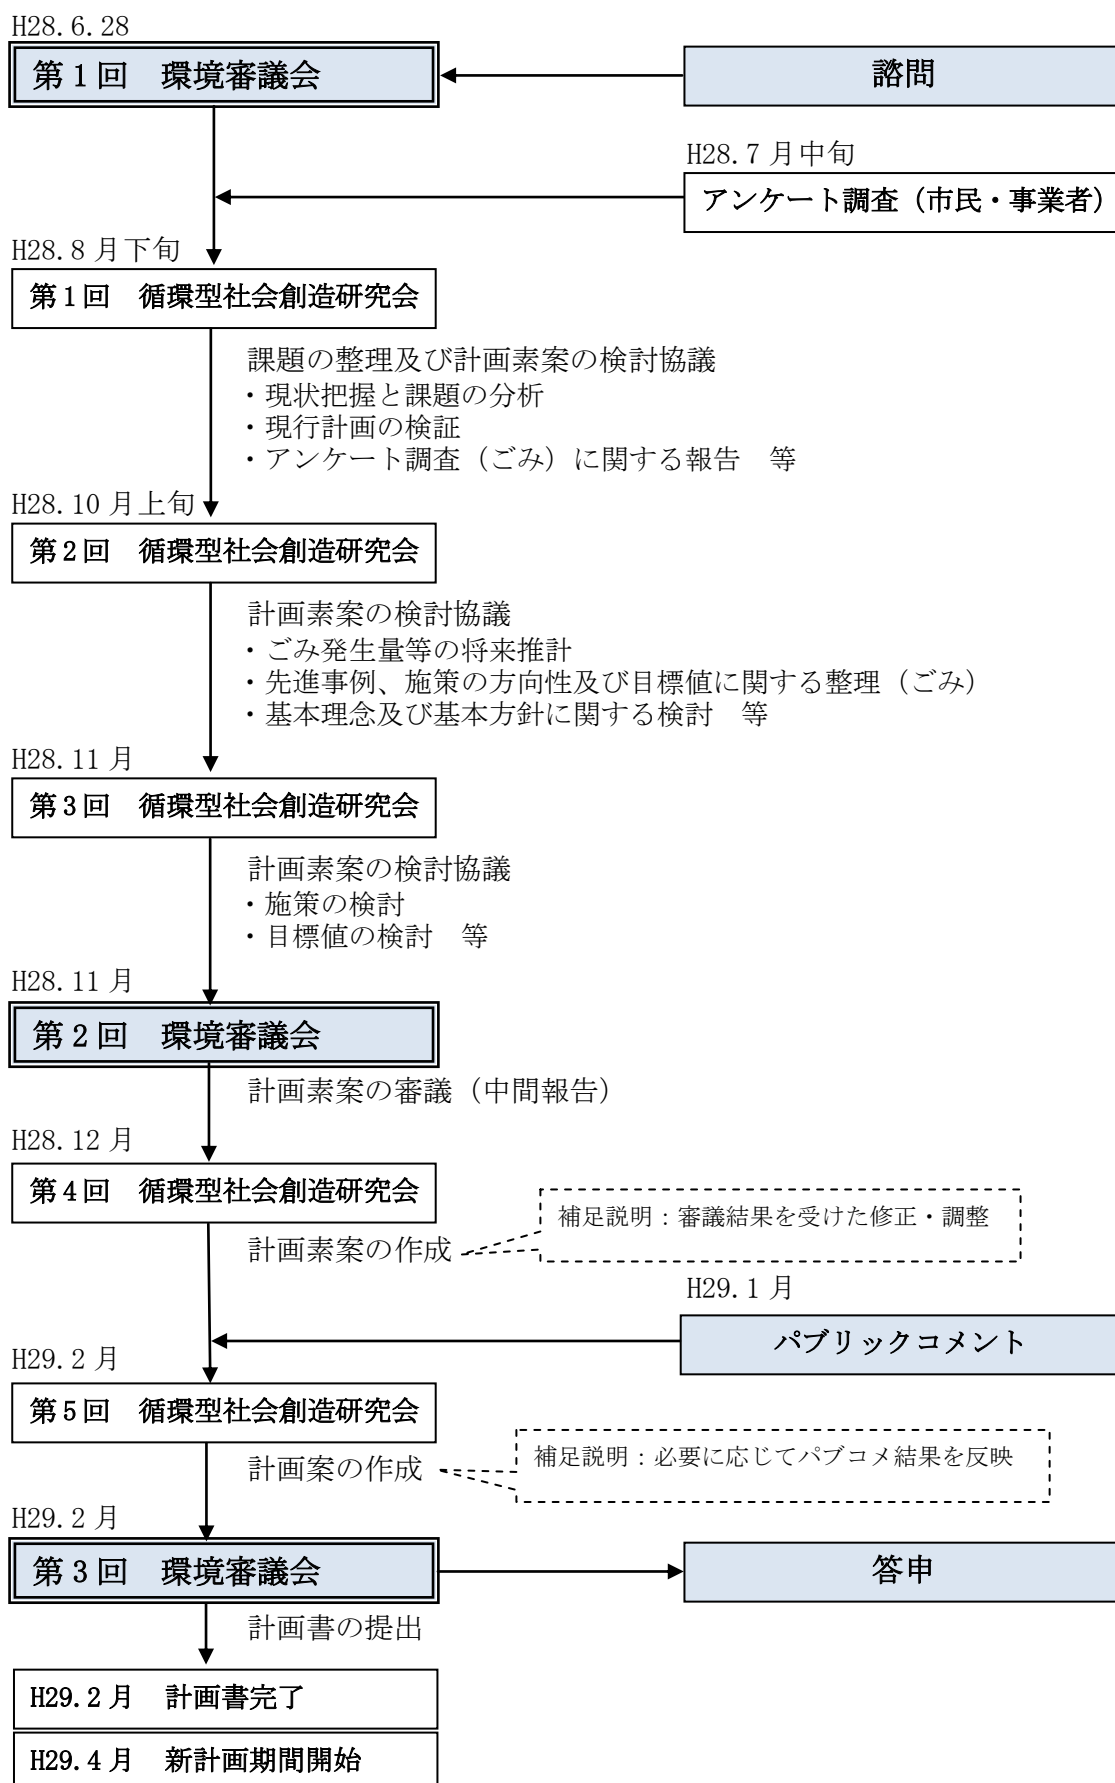 H28.6.28
第1回　環境審議会
諮問
H28.7月中旬
アンケート調査（市民・事業者）
H28.8月下旬
第1回　循環型社会創造研究会
課題の整理及び計画素案の検討協議
・現状把握と課題の分析
・現行計画の検証
・アンケート調査（ごみ）に関する報告　等
H28.10月上旬
第2回　循環型社会創造研究会
計画素案の検討協議
・ごみ発生量等の将来推計
・先進事例、施策の方向性及び目標値に関する整理（ごみ）
・基本理念及び基本方針に関する検討　等
H28.11月
第3回　循環型社会創造研究会
計画素案の検討協議
・施策の検討
・目標値の検討　等
H28.11月
第2回　環境審議会
計画素案の審議（中間報告）
H28.12月
第4回　循環型社会創造研究会
補足説明：審議結果を受けた修正・調整
計画素案の作成
H29.1月
パブリックコメント
H29.2月
第5回　循環型社会創造研究会
補足説明：必要に応じてパブコメ結果を反映
計画案の作成
H29.2月
第3回　環境審議会
答申
計画書の提出
H29.2月　計画書完了
H29.4月　新計画期間開始